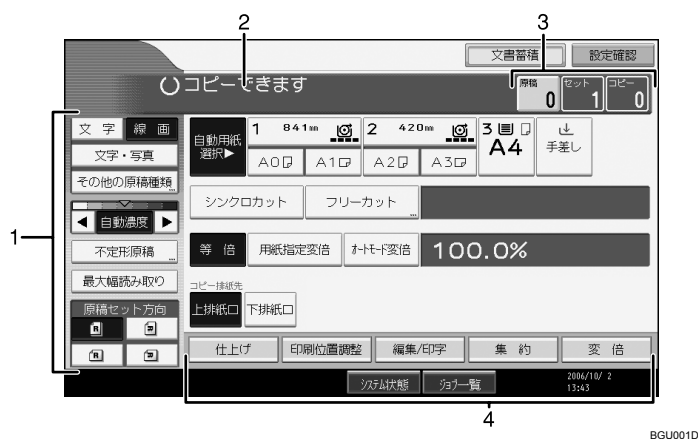 2
3
文書蓄積
設定確認
コピーできます
原稿 セット コピー
0 1 0
文 字 線 画
文字・写真
その他の原稿種類
自動濃度
不定形原稿
最大幅読み取り
原稿セット方向
R R
R R
1
自動用紙
選択▶
1 841mm
2 420mm
3
A4
手差し
A0 A1 A2 A3
シンクロカット フリーカット
等 倍 用紙指定変倍 オートモード変倍 100.0%
コピー排紙先
上排紙口 下排紙口
仕上げ 印刷位置調整 編集/印字 集 約 変 倍
システム状態 ジョブ一覧
2006/10/ 2
13:43
4
BGU001D